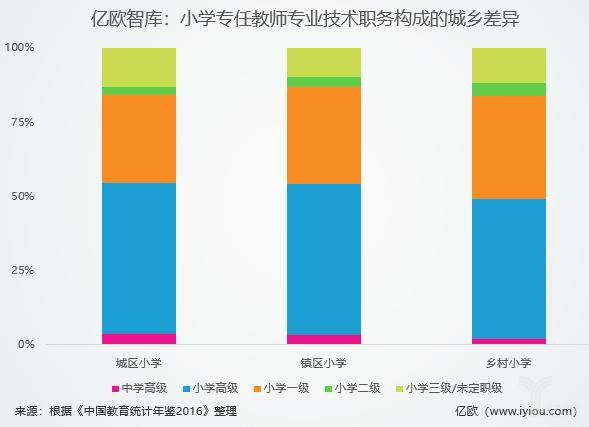 亿欧智库：小学专任教师专业技术职务构成的城乡差异
100%
75%
50%
25%
0%
城区小学 镇区小学 乡村小学
中学高级 小学高级 小学一级 小学二级 小学三级/未定职级
来源：根据《中国教育统计年鉴2016》整理 亿欧（www.iyiou.com）